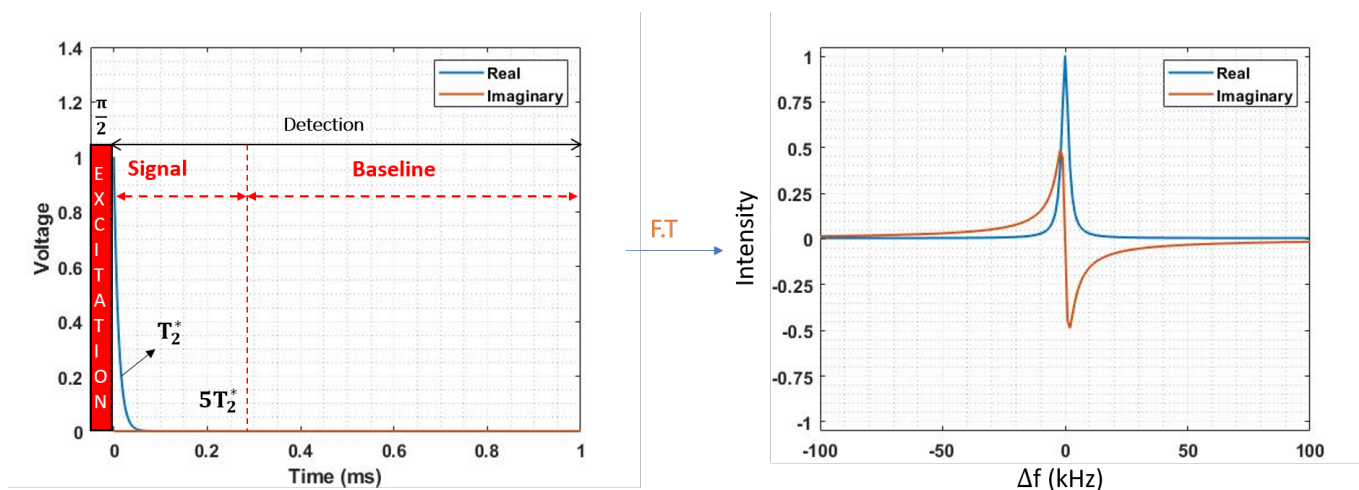 1.4
1.2
1
0.8
0.6
0.4
0.2
0
Voltage
π
2
EXCITATION
Real
Imaginary
Detection
Signal
Baseline
T₂*
5T₂*
0
0.2
0.4
0.6
0.8
1
Time (ms)
F.T
1
0.75
0.5
0.25
0
-0.25
-0.5
-0.75
-1
Intensity
Real
Imaginary
-100
-50
0
50
100
Δf (kHz)